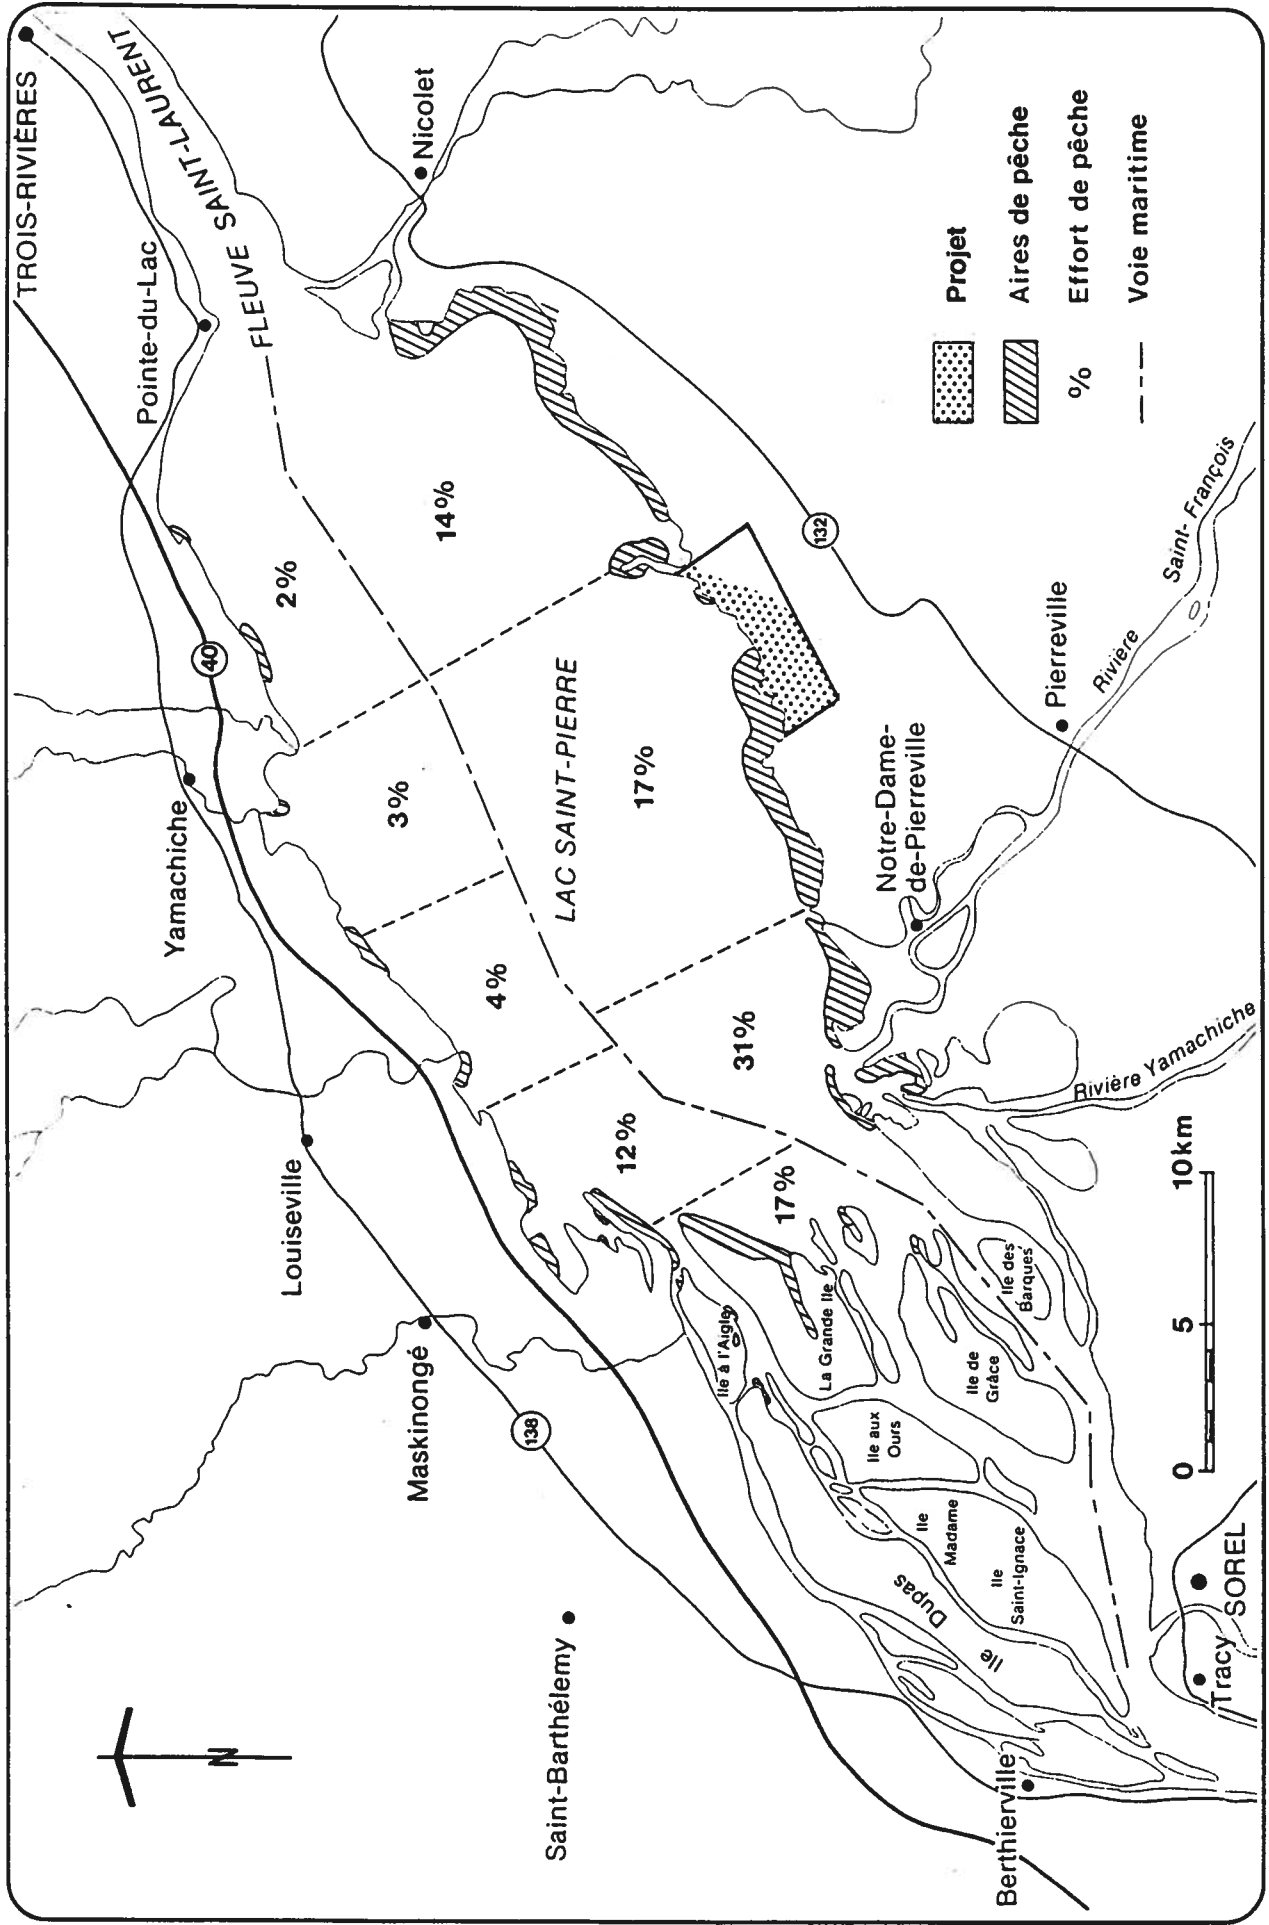 TROIS-RIVIÈRES
FLEUVE SAINT-LAURENT
Nicolet
Pointe-du-Lac
40
2%
14%
Yamachiche
3%
LAC SAINT-PIERRE
17%
132
Pierreville
Rivière Saint-François
Notre-Dame-
de-Pierreville
4%
31%
Louiseville
12%
17%
Rivière Yamachiche
Maskinongé
138
Ile à l'Aigle
La Grande Ile
Ile des
Barques
Ile de
Grâce
Ile aux
Ours
Ile
Madame
Ile
Saint-Ignace
Ile Dupas
Saint-Barthélemy
Berthierville
Tracy
SOREL
N
0 5 10km
Projet
Aires de pêche
% Effort de pêche
Voie maritime